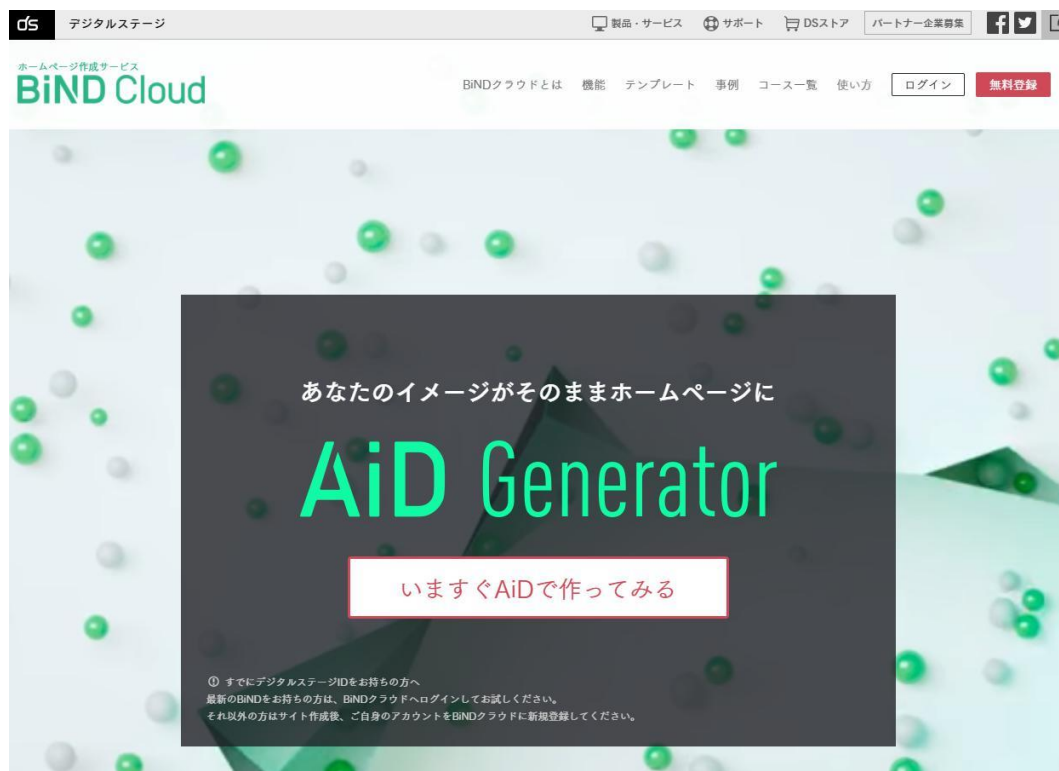 ds デジタルステージ 製品・サービス サポート DSストア パートナー企業募集
ホームページ作成サービス
BiND Cloud
BiNDクラウドとは 機能 テンプレート 事例 コース一覧 使い方 ログイン 無料登録
あなたのイメージがそのままホームページに
AiD Generator
いますぐAiDで作ってみる
すでにデジタルステージIDをお持ちの方へ
最新のBiNDをお持ちの方は、BiNDクラウドへログインしてお試しください。
それ以外の方はサイト作成後、ご自身のアカウントをBiNDクラウドに新規登録してください。